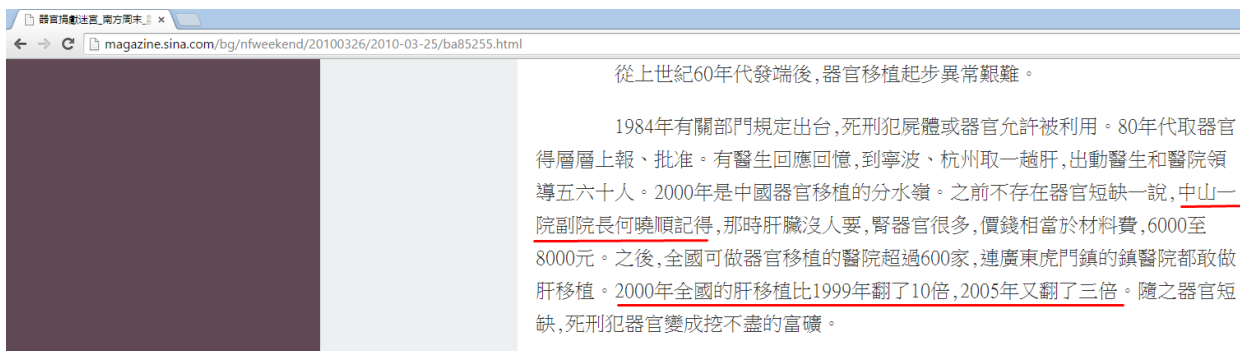 器官捐獻迷宮_南方周末_
magazine.sina.com/bg/nfweekend/20100326/2010-03-25/ba85255.html
從上世紀60年代發端後,器官移植起步異常艱難。
1984年有關部門規定出台,死刑犯屍體或器官允許被利用。80年代取器官
得層層上報、批准。有醫生回應回憶,到寧波、杭州取一趟肝,出動醫生和醫院領
導五六十人。2000年是中國器官移植的分水嶺。之前不存在器官短缺一說,中山一
院副院長何曉順記得,那時肝臟沒人要,腎器官很多,價錢相當於材料費,6000至
8000元。之後,全國可做器官移植的醫院超過600家,連廣東虎門鎮的鎮醫院都敢做
肝移植。2000年全國的肝移植比1999年翻了10倍,2005年又翻了三倍。隨之器官短
缺,死刑犯器官變成挖不盡的富礦。